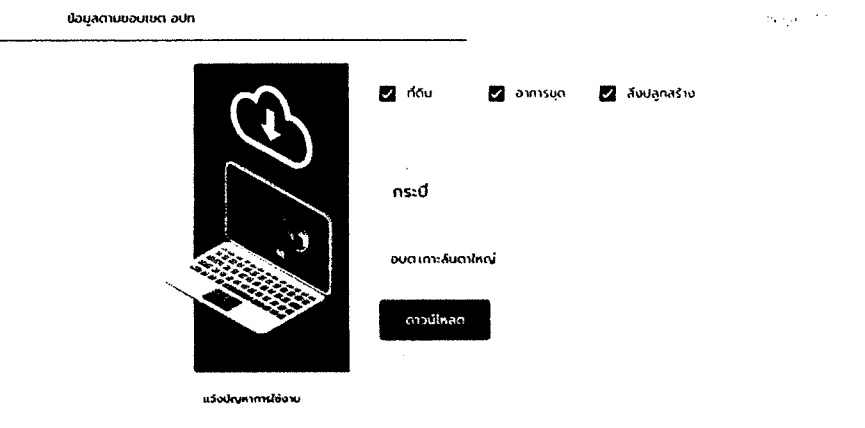 ข้อมูลตามขอบเขต อปท
ที่ดิน อาคารชุด สิ่งปลูกสร้าง
กระบี่
อบต เกาะลันตาใหญ่
ดาวน์โหลด
แจ้งปัญหาการใช้งาน